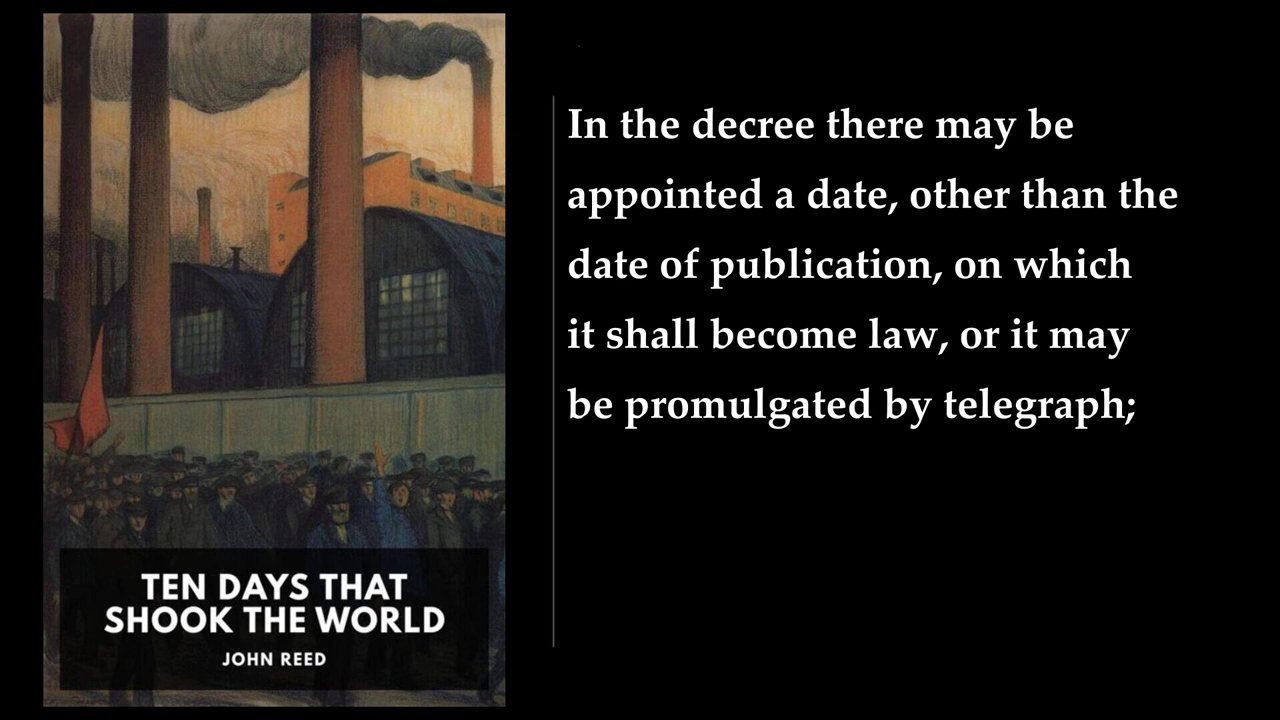 TEN DAYS THAT
SHOOK THE WORLD
JOHN REED
In the decree there may be
appointed a date, other than the
date of publication, on which
it shall become law, or it may
be promulgated by telegraph;